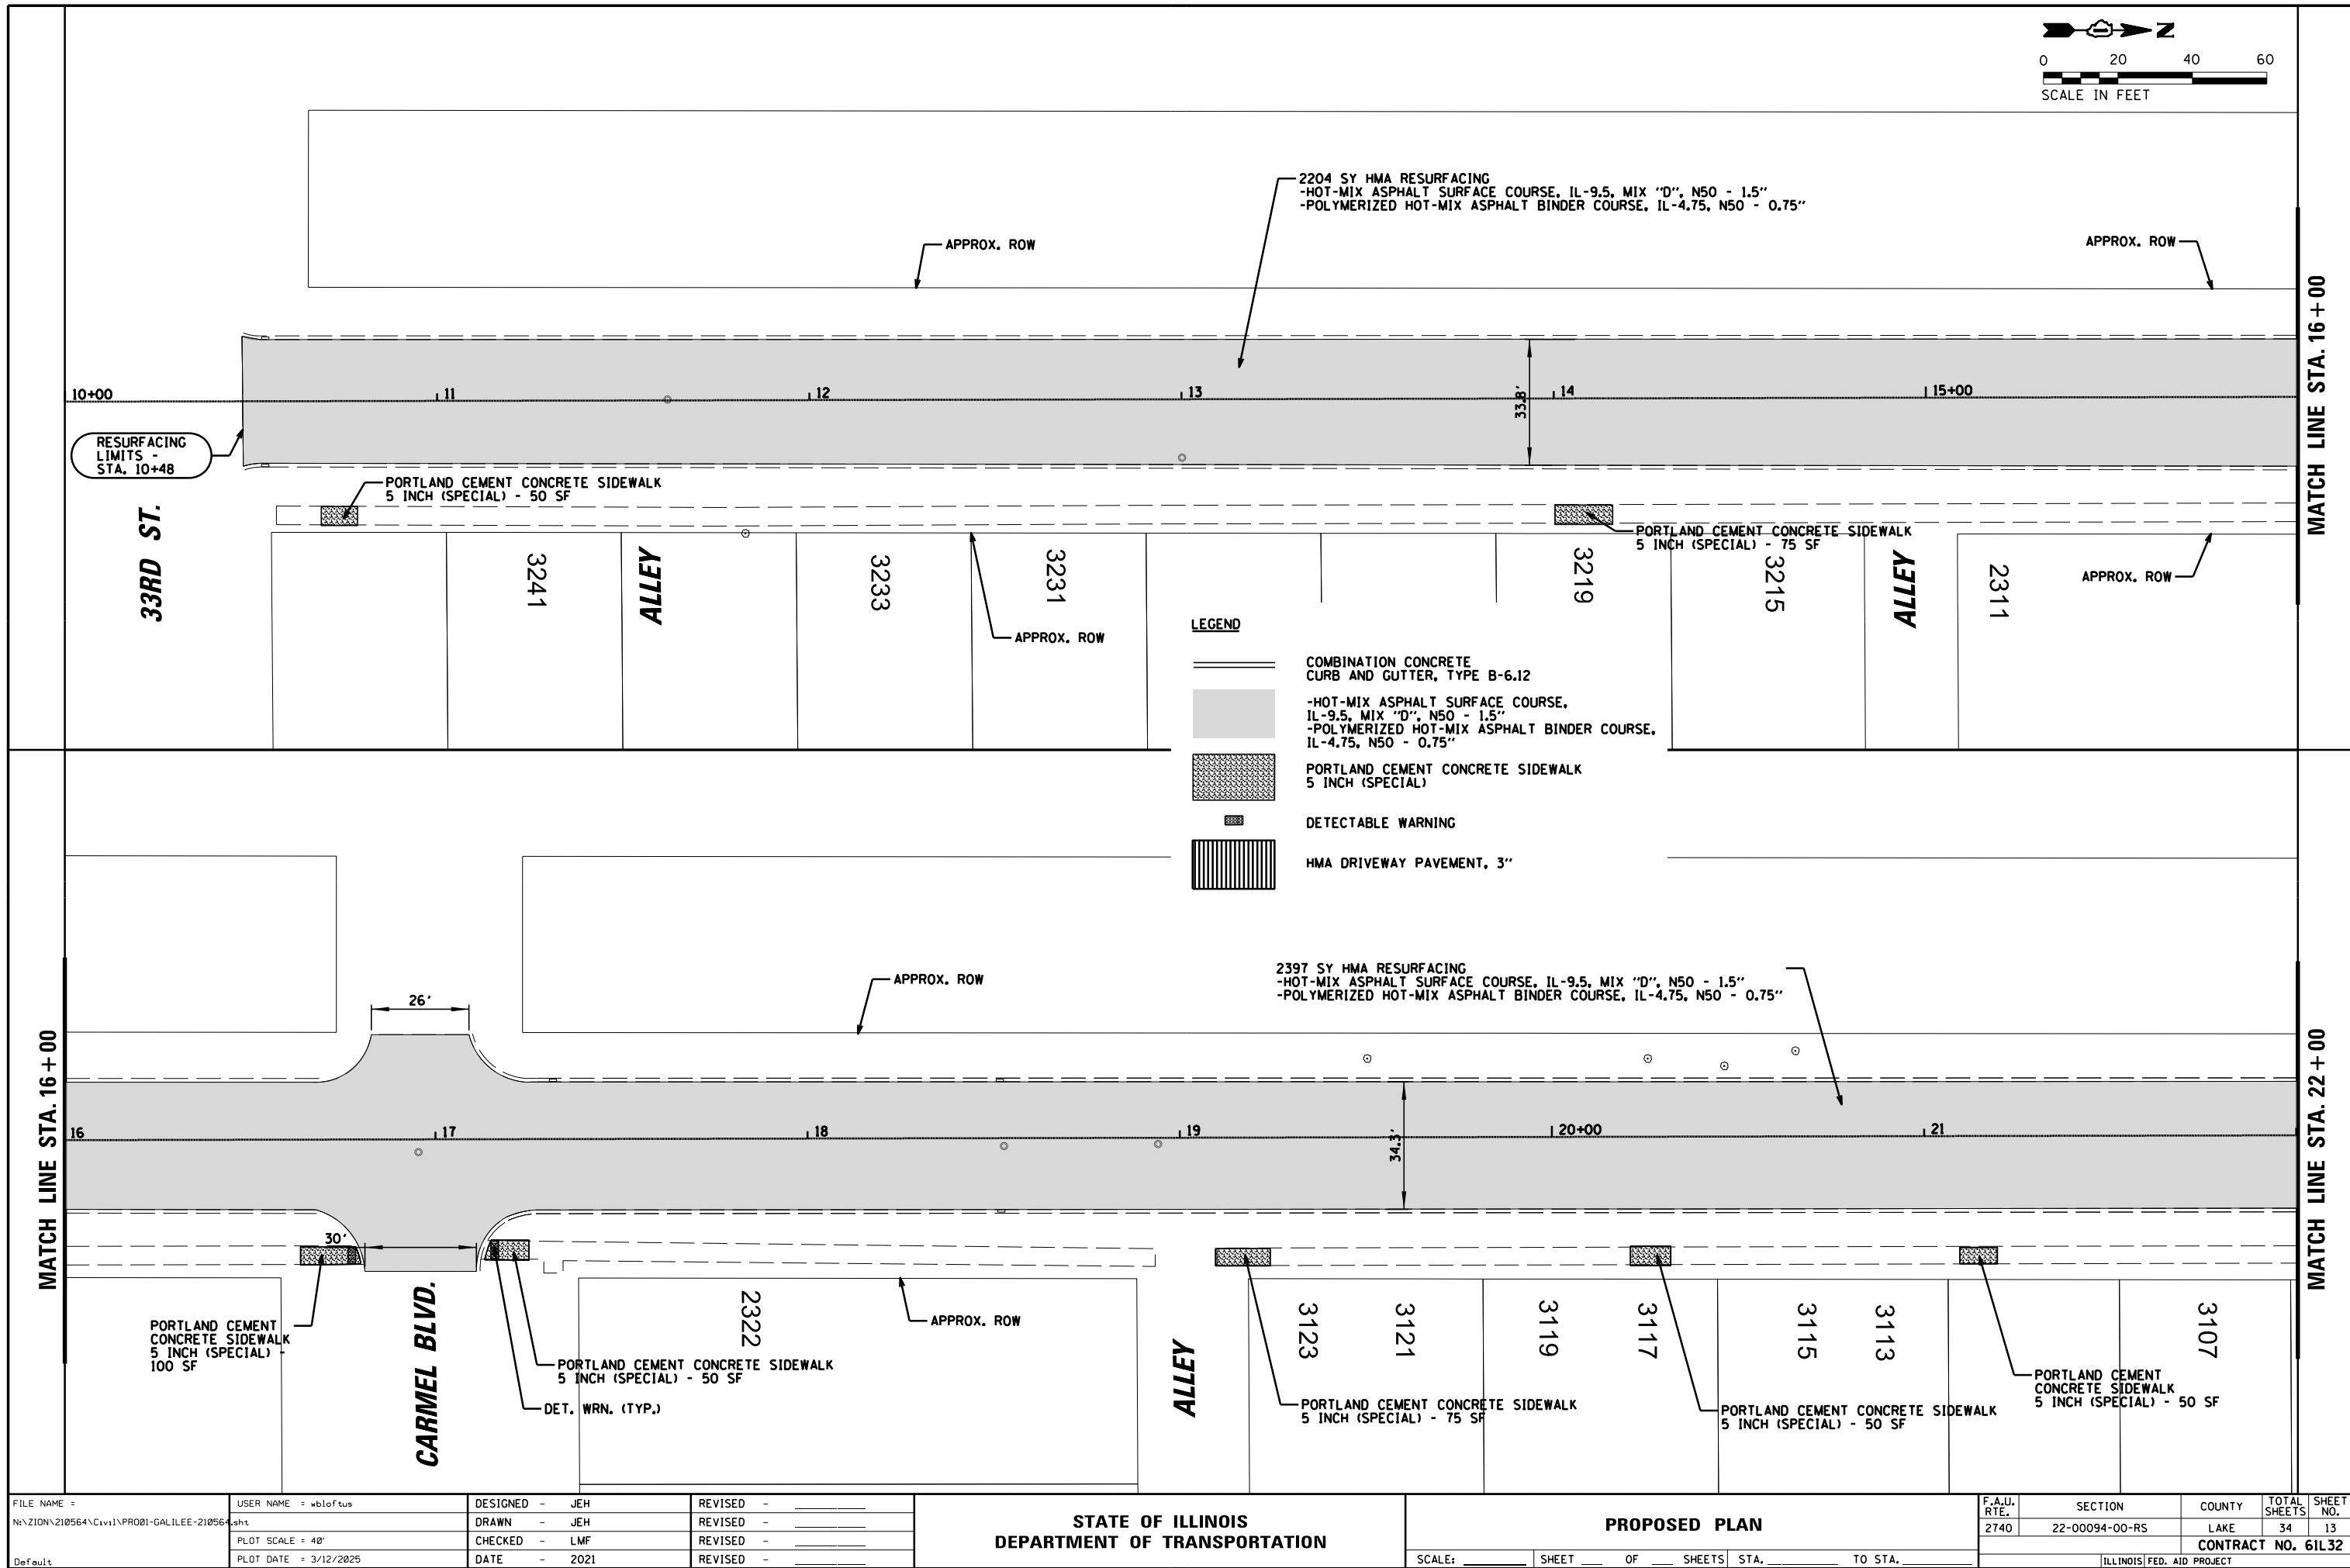 N
0 20 40 60
SCALE IN FEET
2204 SY HMA RESURFACING
-HOT-MIX ASPHALT SURFACE COURSE, IL-9.5, MIX "D", N50 - 1.5"
-POLYMERIZED HOT-MIX ASPHALT BINDER COURSE, IL-4.75, N50 - 0.75"
APPROX. ROW
APPROX. ROW
MATCH LINE STA. 16+00
10+00 11 12 13 14 15+00
33.8'
RESURFACING
LIMITS -
STA. 10+48
PORTLAND CEMENT CONCRETE SIDEWALK
5 INCH (SPECIAL) - 50 SF
PORTLAND CEMENT CONCRETE SIDEWALK
5 INCH (SPECIAL) - 75 SF
33RD ST.
3241
ALLEY
3233
3231
3219
3215
ALLEY
2311
APPROX. ROW
APPROX. ROW
LEGEND
COMBINATION CONCRETE
CURB AND GUTTER, TYPE B-6.12
-HOT-MIX ASPHALT SURFACE COURSE,
IL-9.5, MIX "D", N50 - 1.5"
-POLYMERIZED HOT-MIX ASPHALT BINDER COURSE,
IL-4.75, N50 - 0.75"
PORTLAND CEMENT CONCRETE SIDEWALK
5 INCH (SPECIAL)
DETECTABLE WARNING
HMA DRIVEWAY PAVEMENT, 3"
2397 SY HMA RESURFACING
-HOT-MIX ASPHALT SURFACE COURSE, IL-9.5, MIX "D", N50 - 1.5"
-POLYMERIZED HOT-MIX ASPHALT BINDER COURSE, IL-4.75, N50 - 0.75"
APPROX. ROW
26'
MATCH LINE STA. 16+00
16 17 18 19 20+00 21
34.3'
MATCH LINE STA. 22+00
30'
PORTLAND CEMENT
CONCRETE SIDEWALK
5 INCH (SPECIAL) -
100 SF
CARMEL BLVD.
PORTLAND CEMENT CONCRETE SIDEWALK
5 INCH (SPECIAL) - 50 SF
DET. WRN. (TYP.)
2322
APPROX. ROW
ALLEY
3123
3121
3119
3117
3115
3113
3107
PORTLAND CEMENT CONCRETE SIDEWALK
5 INCH (SPECIAL) - 75 SF
PORTLAND CEMENT CONCRETE SIDEWALK
5 INCH (SPECIAL) - 50 SF
PORTLAND CEMENT
CONCRETE SIDEWALK
5 INCH (SPECIAL) - 50 SF
FILE NAME =
N:\ZION\210564\Civil\PRO01-GALILEE-210564.sht
Default
USER NAME = wbloftus
PLOT SCALE = 40'
PLOT DATE = 3/12/2025
DESIGNED - JEH
DRAWN - JEH
CHECKED - LMF
DATE - 2021
REVISED -
REVISED -
REVISED -
REVISED -
STATE OF ILLINOIS
DEPARTMENT OF TRANSPORTATION
PROPOSED PLAN
SCALE: SHEET OF SHEETS STA. TO STA.
F.A.U. RTE. SECTION COUNTY TOTAL SHEETS SHEET NO.
2740 22-00094-00-RS LAKE 34 13
CONTRACT NO. 61L32
ILLINOIS FED. AID PROJECT